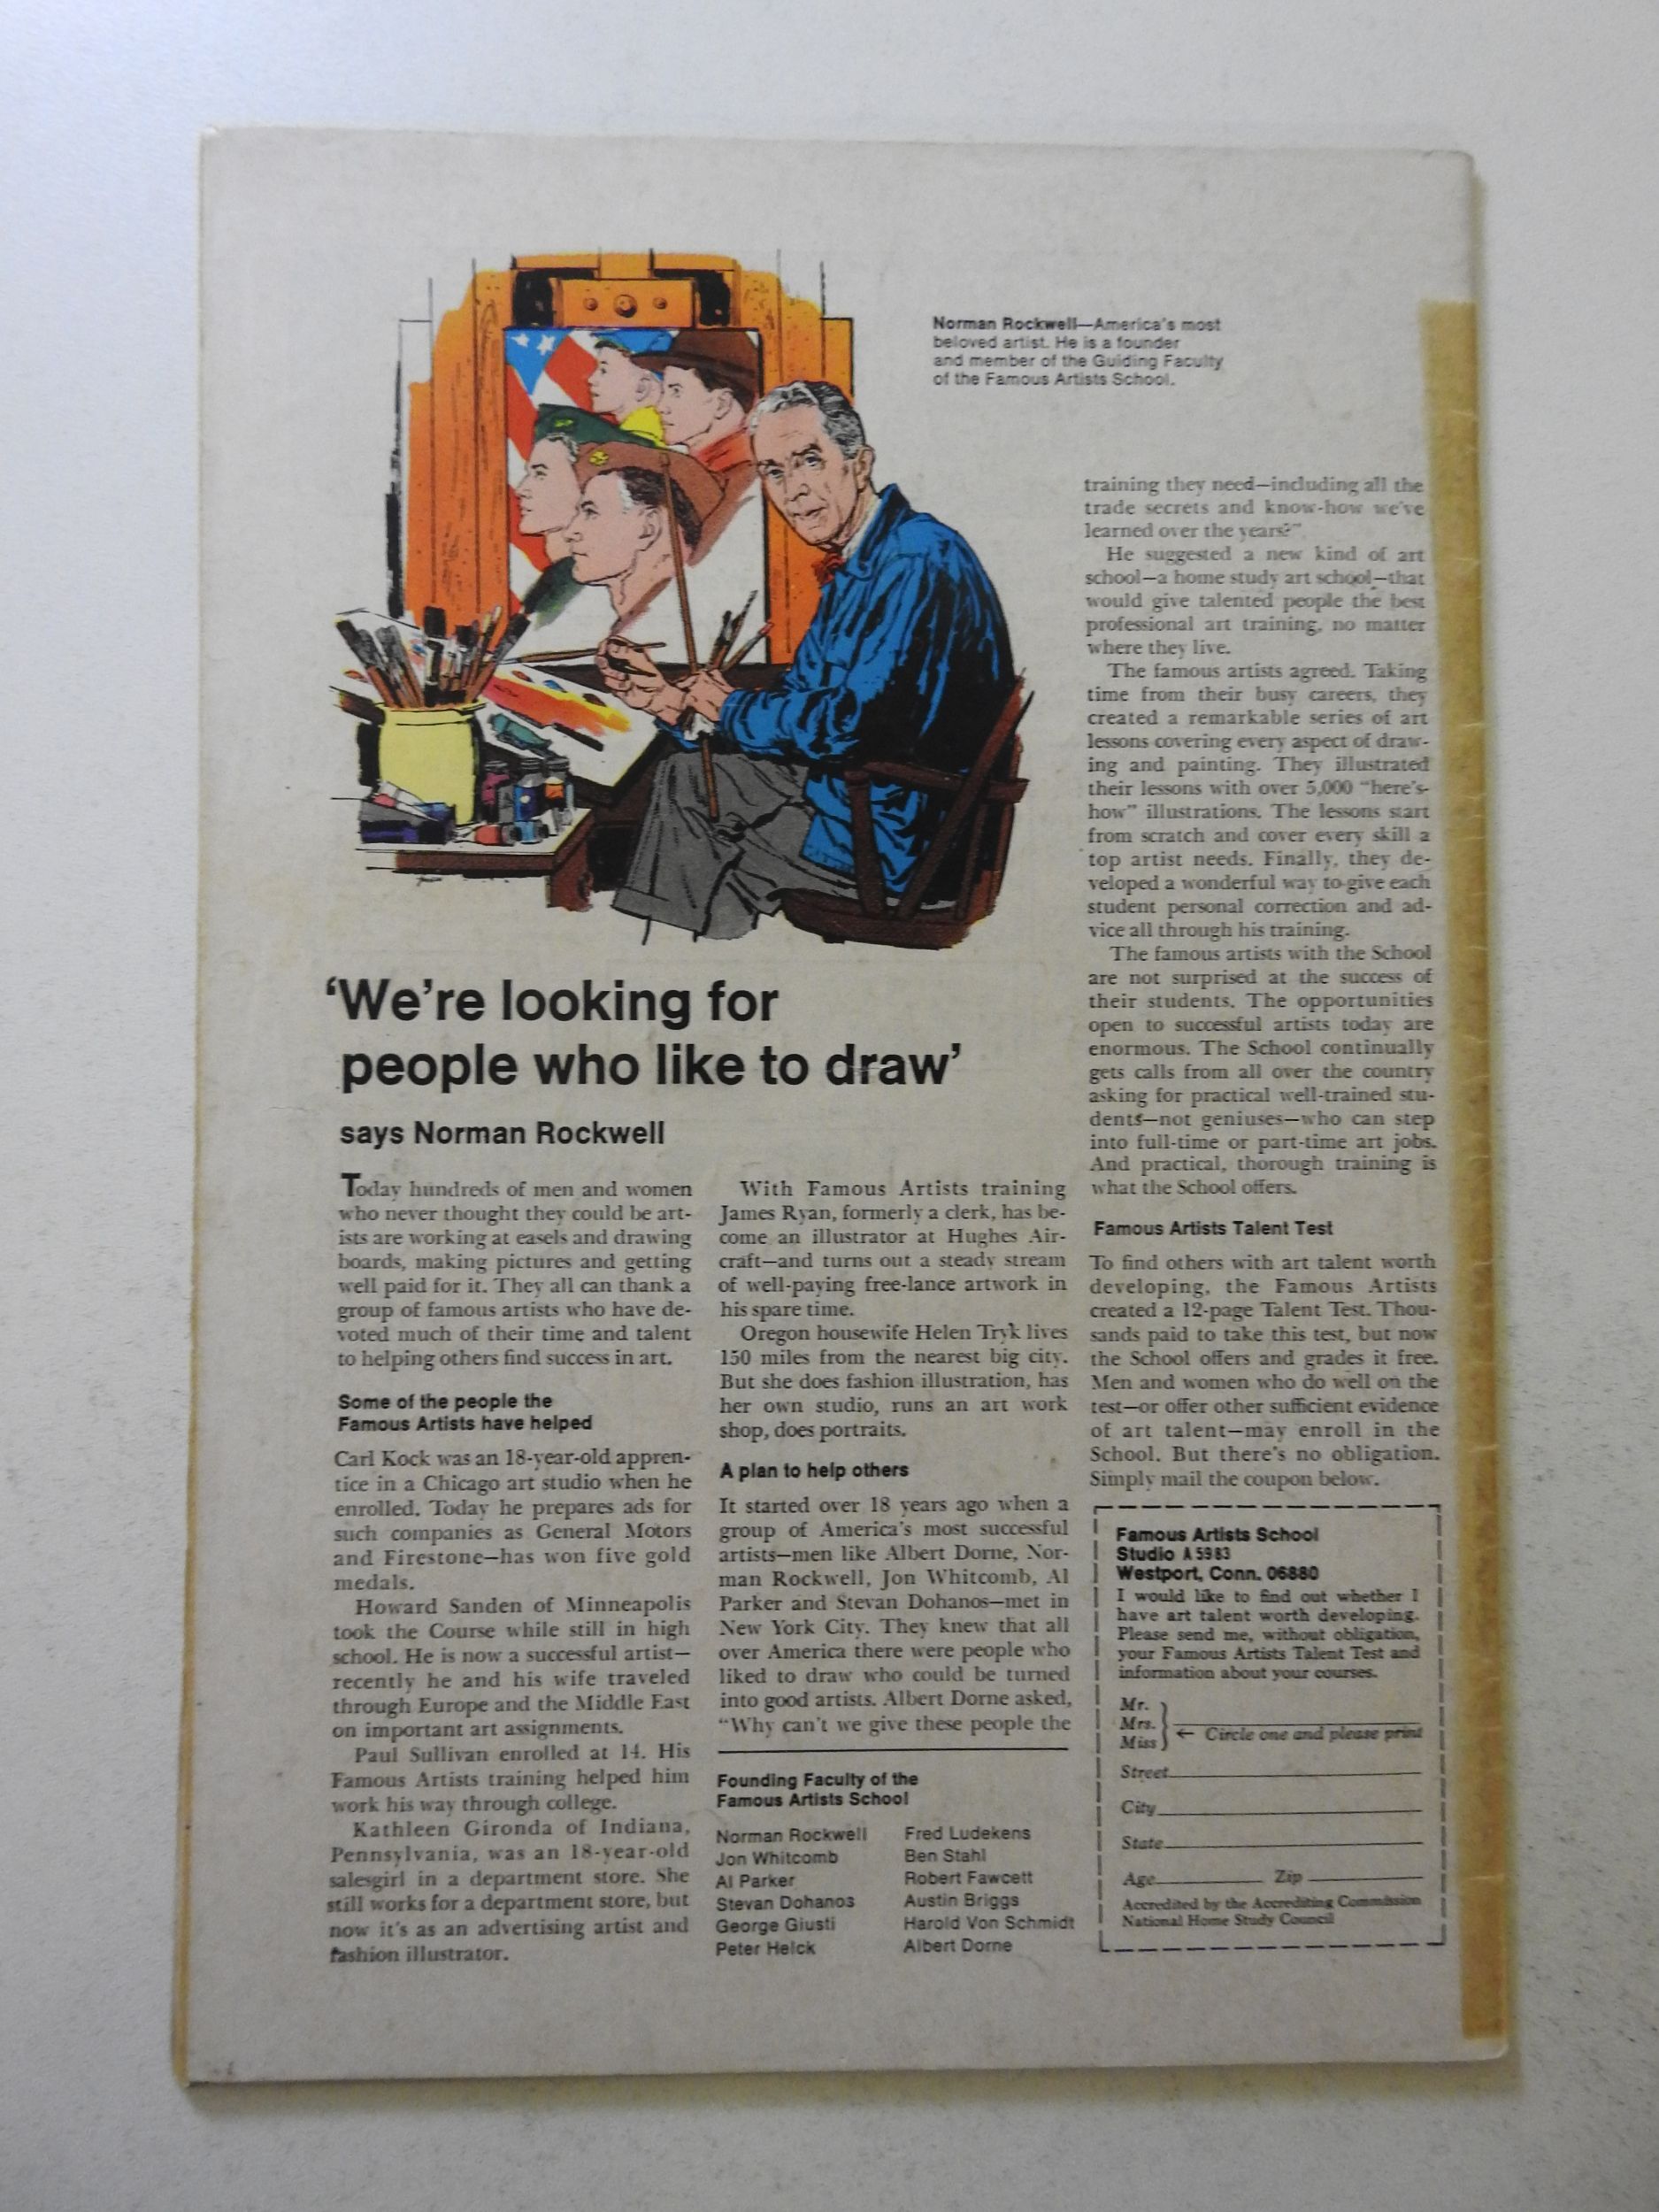 Norman Rockwell—America's most
beloved artist. He is a founder
and member of the Guiding Faculty
of the Famous Artists School.
'We're looking for
people who like to draw'
says Norman Rockwell
Today hundreds of men and women
who never thought they could be art-
ists are working at easels and drawing
boards, making pictures and getting
well paid for it. They all can thank a
group of famous artists who have de-
voted much of their time and talent
to helping others find success in art.
Some of the people the
Famous Artists have helped
Carl Kock was an 18-year-old appren-
tice in a Chicago art studio when he
enrolled. Today he prepares ads for
such companies as General Motors
and Firestone—has won five gold
medals.
Howard Sanden of Minneapolis
took the Course while still in high
school. He is now a successful artist—
recently he and his wife traveled
through Europe and the Middle East
on important art assignments.
Paul Sullivan enrolled at 14. His
Famous Artists training helped him
work his way through college.
Kathleen Gironda of Indiana,
Pennsylvania, was an 18-year-old
salesgirl in a department store. She
still works for a department store, but
now it's as an advertising artist and
fashion illustrator.
With Famous Artists training
James Ryan, formerly a clerk, has be-
come an illustrator at Hughes Air-
craft—and turns out a steady stream
of well-paying free-lance artwork in
his spare time.
Oregon housewife Helen Tryk lives
150 miles from the nearest big city.
But she does fashion illustration, has
her own studio, runs an art work
shop, does portraits.
A plan to help others
It started over 18 years ago when a
group of America's most successful
artists—men like Albert Dorne, Nor-
man Rockwell, Jon Whitcomb, Al
Parker and Stevan Dohanos—met in
New York City. They knew that all
over America there were people who
liked to draw who could be turned
into good artists. Albert Dorne asked,
"Why can't we give these people the
Founding Faculty of the
Famous Artists School
Norman Rockwell
Jon Whitcomb
Al Parker
Stevan Dohanos
George Giusti
Peter Helck
Fred Ludekens
Ben Stahl
Robert Fawcett
Austin Briggs
Harold Von Schmidt
Albert Dorne
training they need—including all the
trade secrets and know-how we've
learned over the years?"
He suggested a new kind of art
school—a home study art school—that
would give talented people the best
professional art training, no matter
where they live.
The famous artists agreed. Taking
time from their busy careers, they
created a remarkable series of art
lessons covering every aspect of draw-
ing and painting. They illustrated
their lessons with over 5,000 "here's-
how" illustrations. The lessons start
from scratch and cover every skill a
top artist needs. Finally, they de-
veloped a wonderful way to give each
student personal correction and ad-
vice all through his training.
The famous artists with the School
are not surprised at the success of
their students. The opportunities
open to successful artists today are
enormous. The School continually
gets calls from all over the country
asking for practical well-trained stu-
dents—not geniuses—who can step
into full-time or part-time art jobs.
And practical, thorough training is
what the School offers.
Famous Artists Talent Test
To find others with art talent worth
developing, the Famous Artists
created a 12-page Talent Test. Thou-
sands paid to take this test, but now
the School offers and grades it free.
Men and women who do well on the
test—or offer other sufficient evidence
of art talent—may enroll in the
School. But there's no obligation.
Simply mail the coupon below.
Famous Artists School
Studio A 5983
Westport, Conn. 06880
I would like to find out whether I
have art talent worth developing.
Please send me, without obligation,
your Famous Artists Talent Test and
information about your courses.
Mr.
Mrs.
Miss
← Circle one and please print
Street
City
State
Age Zip
Accredited by the Accrediting Commission
National Home Study Council